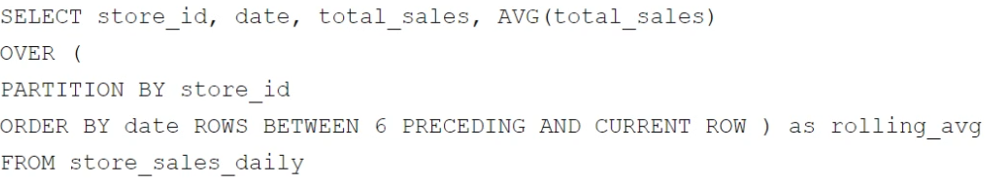 SELECT store_id, date, total_sales, AVG(total_sales)
OVER (
PARTITION BY store_id
ORDER BY date ROWS BETWEEN 6 PRECEDING AND CURRENT ROW ) as rolling_avg
FROM store_sales_daily